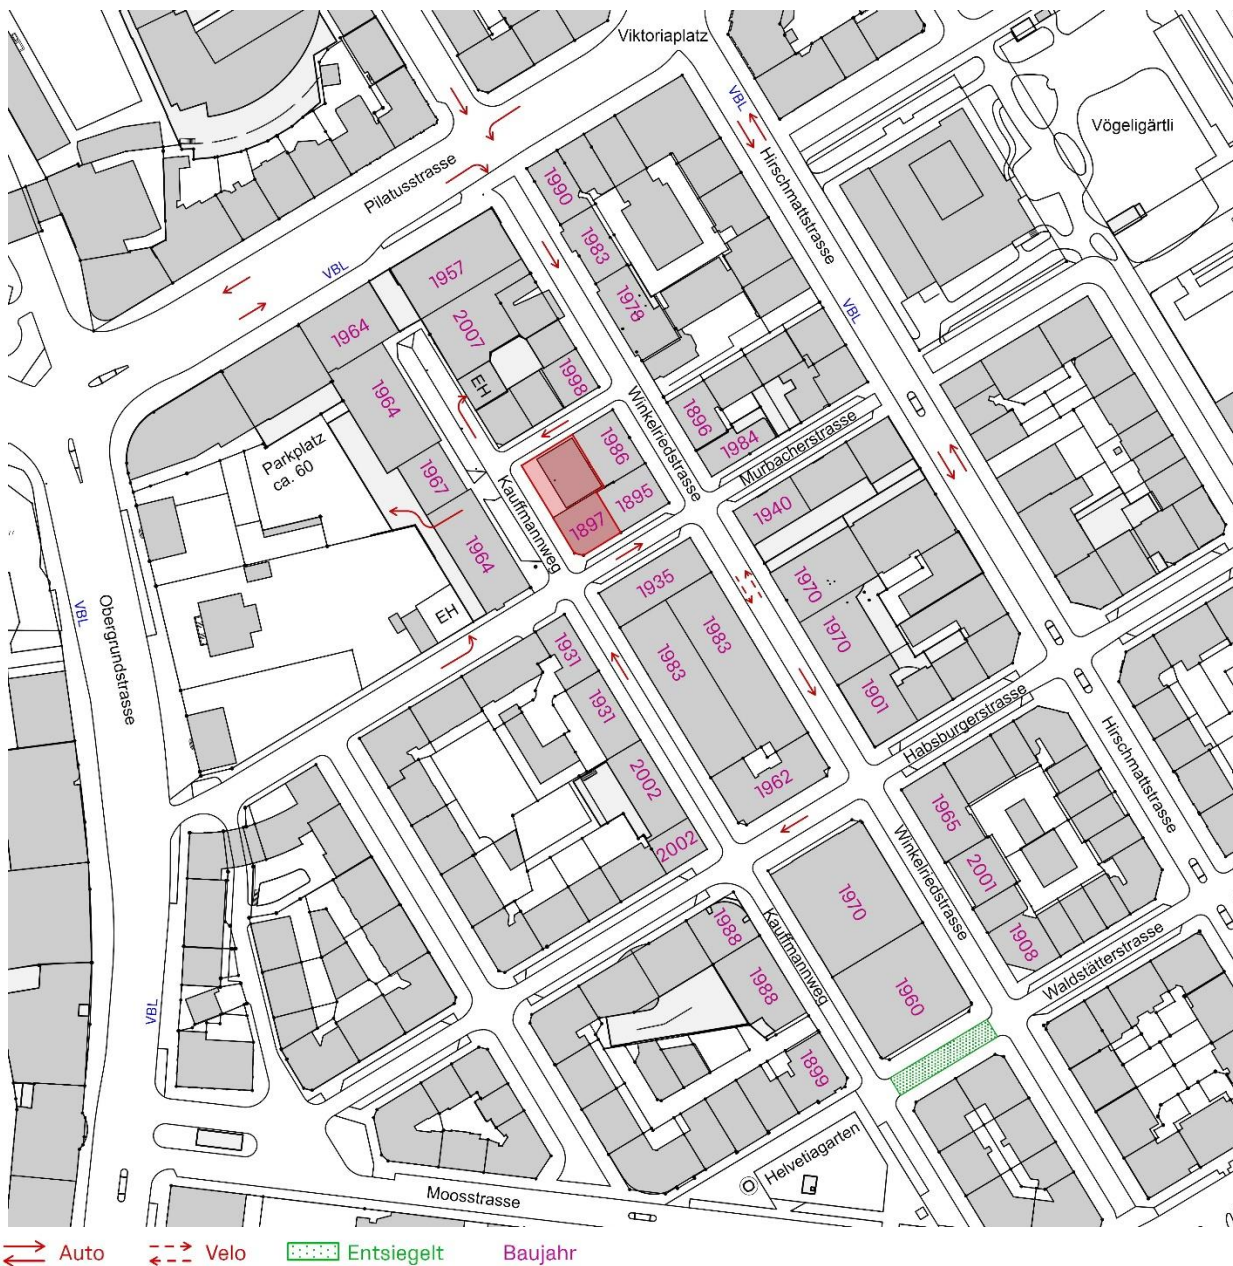 Viktoriaplatz
VBL
Vögeligärtli
Pilatusstrasse
Hirschmattstrasse
1990
1983
1978
1957
VBL
1964
2007
VBL
1964
EH
1998
Winkelriedstrasse
1896
1984
Murbacherstrasse
Parkplatz
ca. 60
1967
1986
1895
1897
Kauffmannweg
1940
1964
1935
1970
EH
1983
1970
VBL
Obergrundstrasse
1931
1983
1931
1901
Habsburgerstrasse
2002
1962
Hirschmattstrasse
1965
2002
Winkelriedstrasse
2001
1970
1988
Kauffmannweg
1908
Waldstätterstrasse
VBL
1988
1960
1899
Helvetiagarten
Moosstrasse
Auto
Velo
Entsiegelt
Baujahr